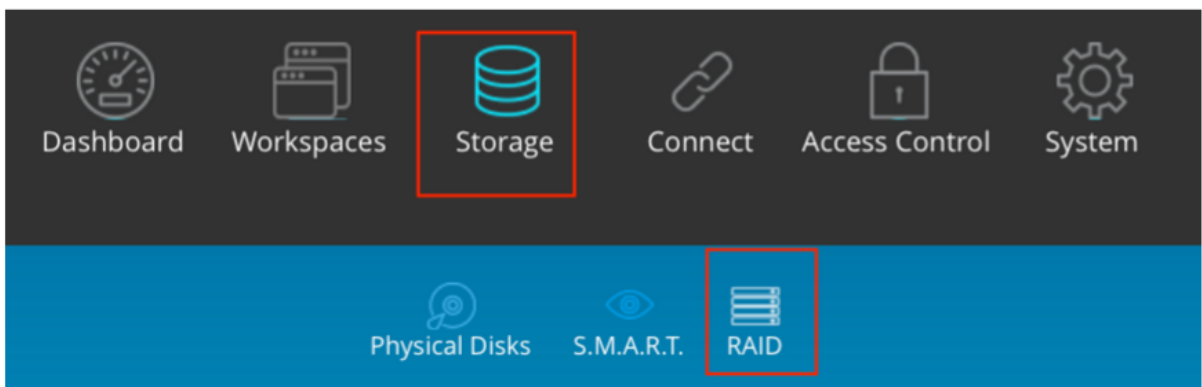 Dashboard Workspaces Storage Connect Access Control System
Physical Disks S.M.A.R.T. RAID